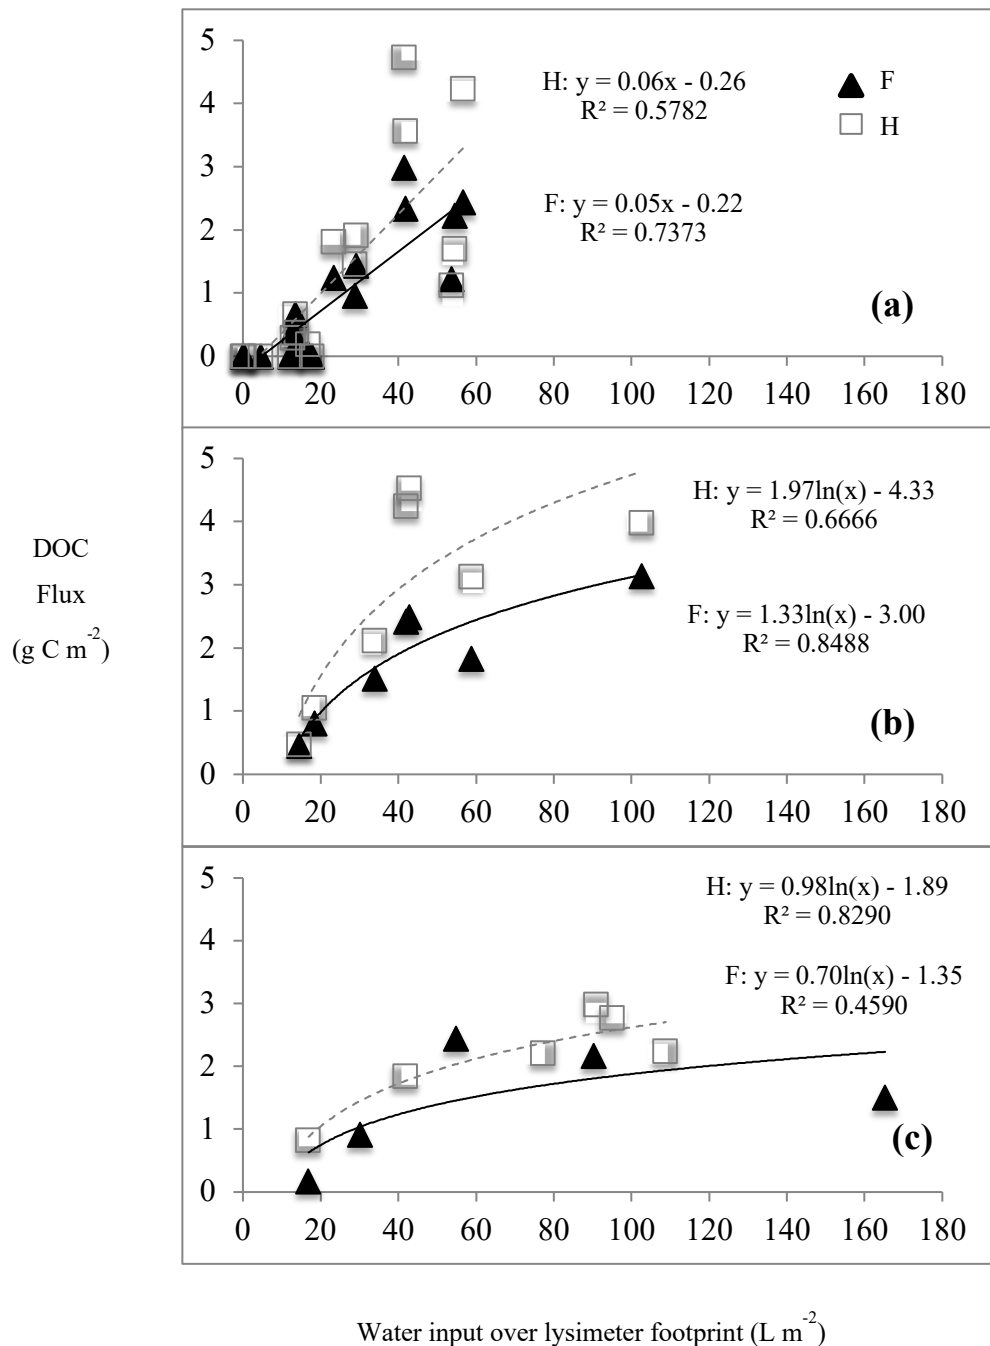 5
4
3
2
1
0
0 20 40 60 80 100 120 140 160 180
H: y = 0.06x - 0.26
R² = 0.5782
F: y = 0.05x - 0.22
R² = 0.7373
F
H
(a)
5
4
3
2
1
0
0 20 40 60 80 100 120 140 160 180
H: y = 1.97ln(x) - 4.33
R² = 0.6666
F: y = 1.33ln(x) - 3.00
R² = 0.8488
(b)
DOC
Flux
(g C m⁻²)
5
4
3
2
1
0
0 20 40 60 80 100 120 140 160 180
H: y = 0.98ln(x) - 1.89
R² = 0.8290
F: y = 0.70ln(x) - 1.35
R² = 0.4590
(c)
Water input over lysimeter footprint (L m⁻²)